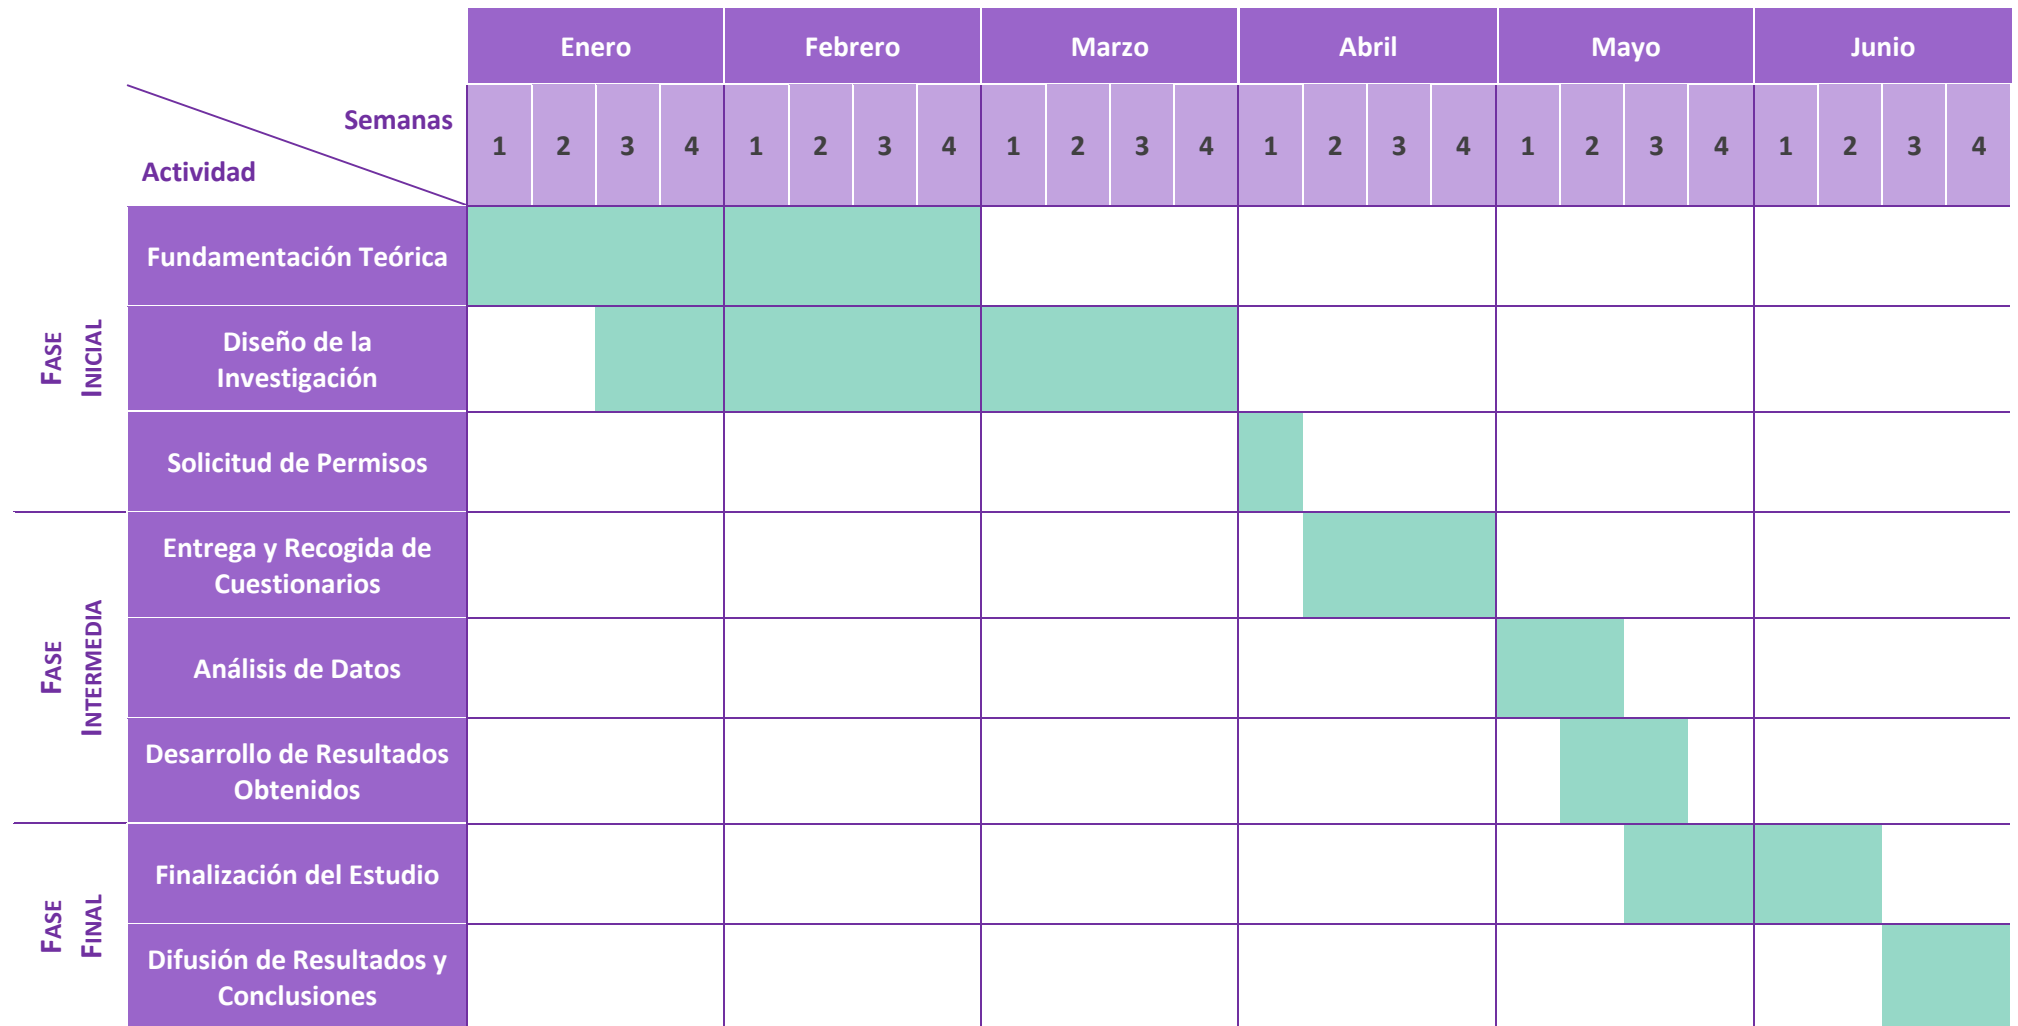 Enero Febrero Marzo Abril Mayo Junio
Semanas
Actividad
1 2 3 4 1 2 3 4 1 2 3 4 1 2 3 4 1 2 3 4 1 2 3 4
FASE
INICIAL
Fundamentación Teórica
Diseño de la
Investigación
Solicitud de Permisos
FASE
INTERMEDIA
Entrega y Recogida de
Cuestionarios
Análisis de Datos
Desarrollo de Resultados
Obtenidos
FASE
FINAL
Finalización del Estudio
Difusión de Resultados y
Conclusiones